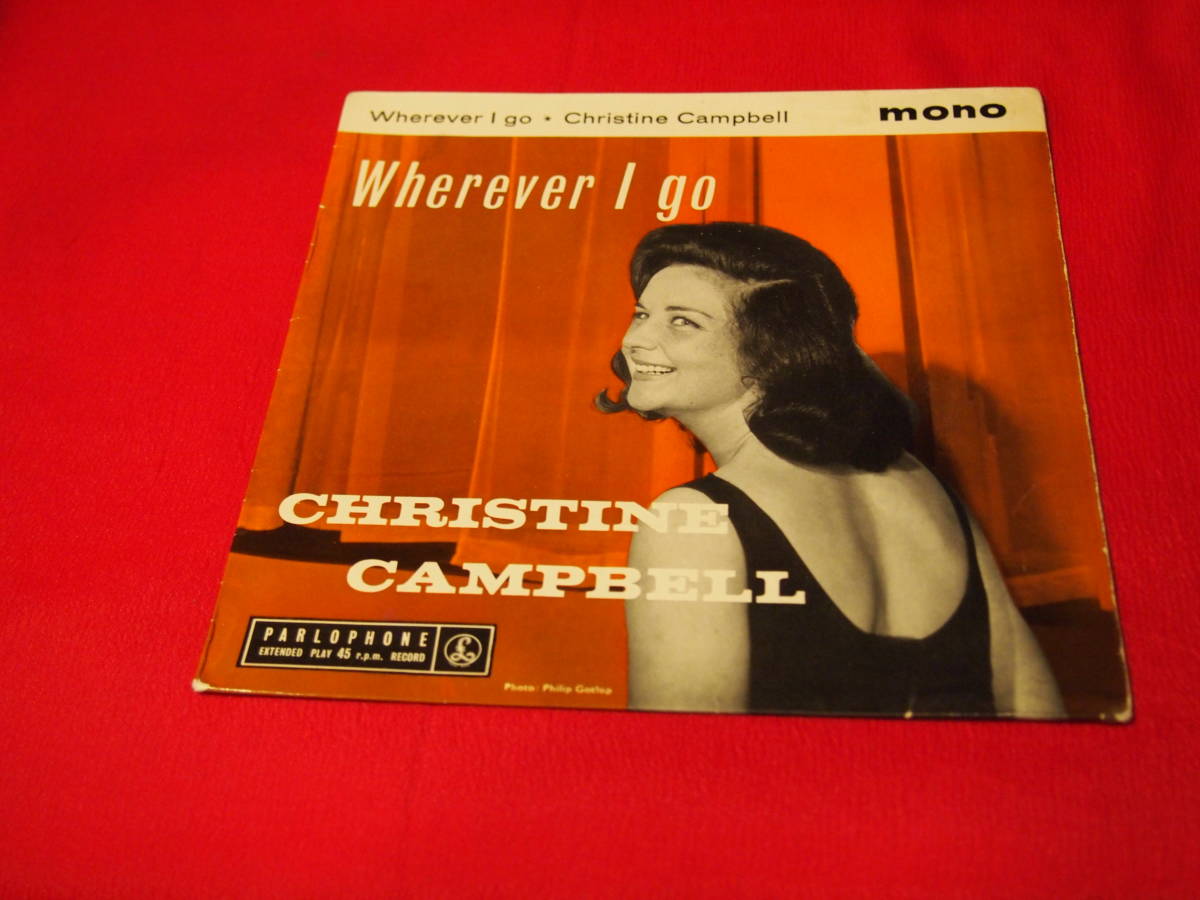 Wherever I go • Christine Campbell mono
Wherever I go
CHRISTINE
CAMPBELL
PARLOPHONE
EXTENDED PLAY 45 r.p.m. RECORD
£
Photo: Philip Gotlop